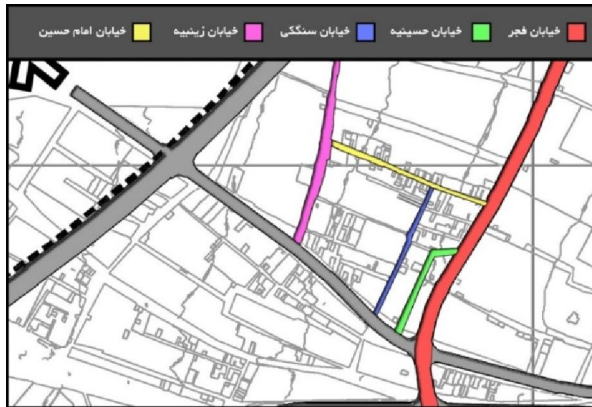 خیابان فجر
خیابان حسینیه
خیابان سنگکی
خیابان زینبیه
خیابان امام حسین